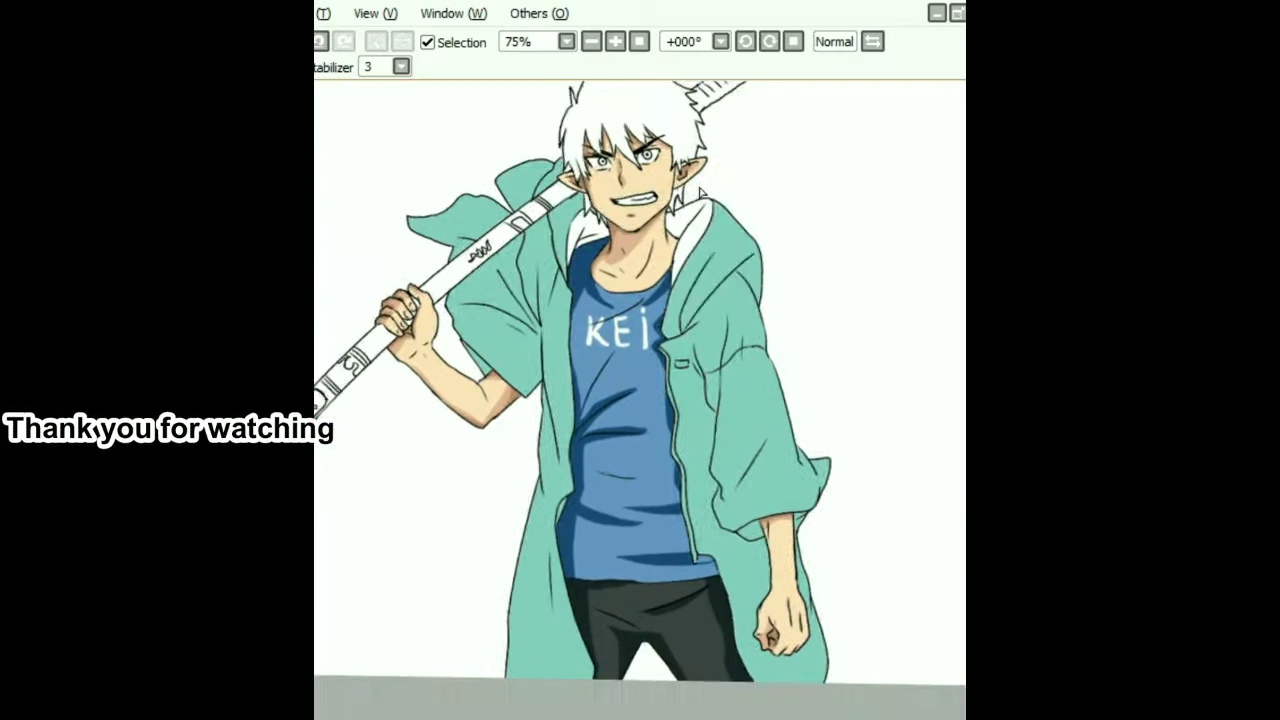 (T) View (V) Window (W) Others (O)
Selection 75% +000° Normal
tabilizer 3
KEi
Thank you for watching